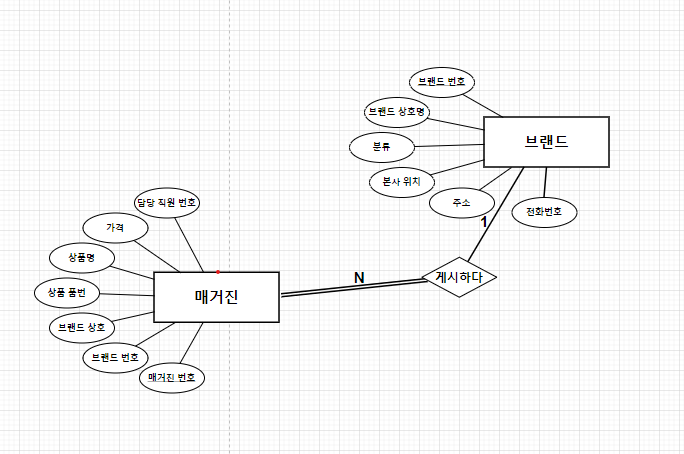 브랜드 번호
브랜드 상호명
분류
본사 위치
주소
전화번호
브랜드
1
게시하다
N
담당 직원 번호
가격
상품명
상품 품번
브랜드 상호
브랜드 번호
매거진 번호
매거진